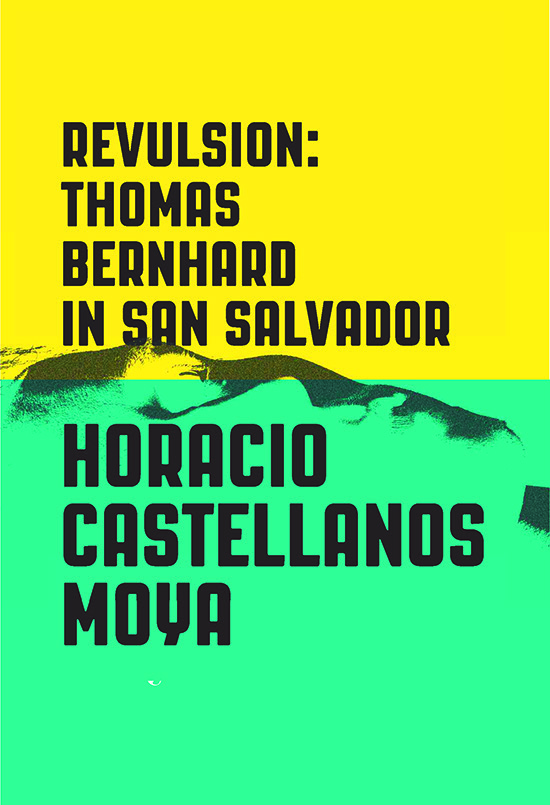 REVULSION:
THOMAS
BERNHARD
IN SAN SALVADOR
HORACIO
CASTELLANOS
MOYA